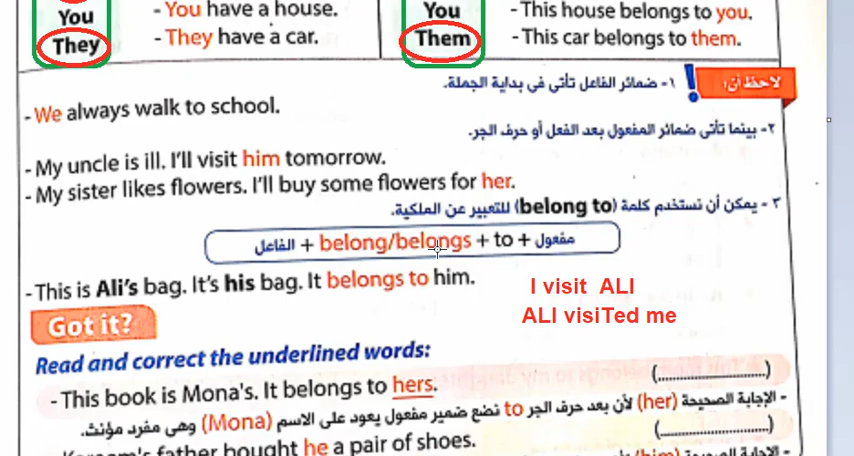 You - You have a house. You - This house belongs to you.
They - They have a car. Them - This car belongs to them.
لاحظ أن: ! ١- ضمائر الفاعل تأتى فى بداية الجملة.
- We always walk to school.
٢- بينما تأتى ضمائر المفعول بعد الفعل أو حرف الجر.
- My uncle is ill. I'll visit him tomorrow.
- My sister likes flowers. I'll buy some flowers for her.
٣- يمكن أن نستخدم كلمة (belong to) للتعبير عن الملكية.
الفاعل + belong/belongs + to + مفعول
- This is Ali's bag. It's his bag. It belongs to him.
I visit ALI
ALI visiTed me
Got it?
Read and correct the underlined words:
- This book is Mona's. It belongs to hers. (........................)
- الإجابة الصحيحة (her) لأن بعد حرف الجر to نضع ضمير مفعول يعود على الاسم (Mona) وهى مفرد مؤنث.
father bought he a pair of shoes. (........................)